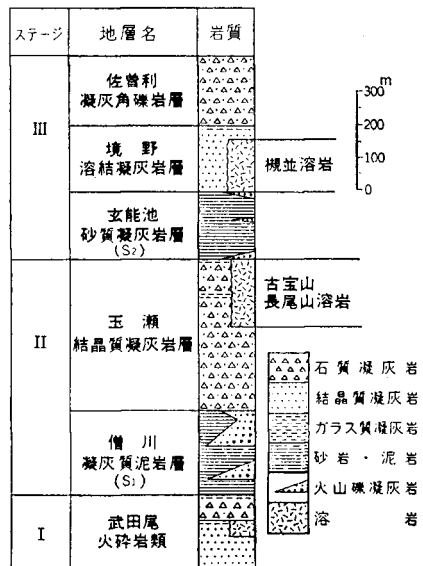 ステージ 地層名 岩質
III
佐曽利
凝灰角礫岩層
境野
溶結凝灰岩層
槻並溶岩
玄能池
砂質凝灰岩層
(S2)
m
300
200
100
0
II
古宝山
長尾山溶岩
玉瀬
結晶質凝灰岩層
僧川
凝灰質泥岩層
(S1)
I
武田尾
火砕岩類
石質凝灰岩
結晶質凝灰岩
ガラス質凝灰岩
砂岩・泥岩
火山礫凝灰岩
溶岩